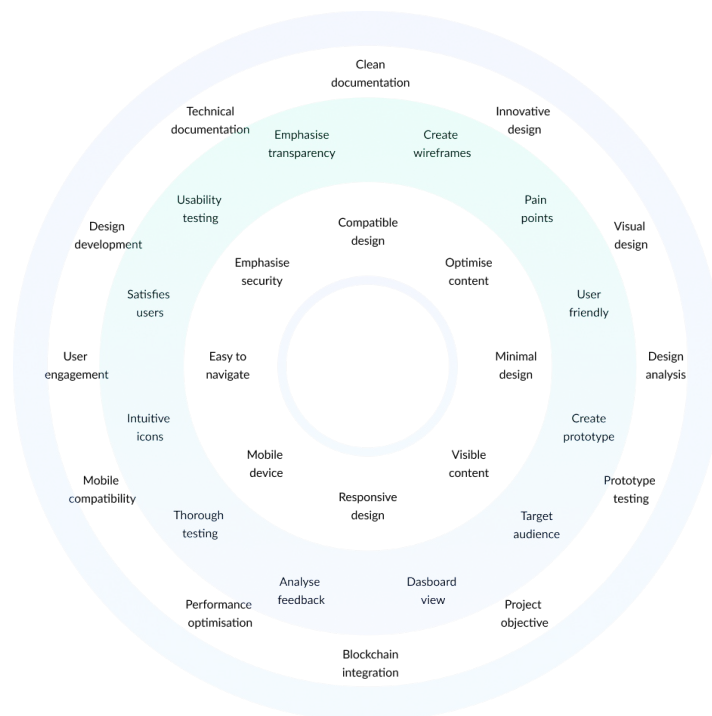 Clean
documentation
Technical
documentation
Innovative
design
Emphasise
transparency
Create
wireframes
Usability
testing
Pain
points
Design
development
Compatible
design
Visual
design
Emphasise
security
Optimise
content
Satisfies
users
User
friendly
User
engagement
Easy to
navigate
Minimal
design
Design
analysis
Intuitive
icons
Create
prototype
Mobile
device
Visible
content
Mobile
compatibility
Prototype
testing
Responsive
design
Thorough
testing
Target
audience
Analyse
feedback
Dasboard
view
Performance
optimisation
Project
objective
Blockchain
integration